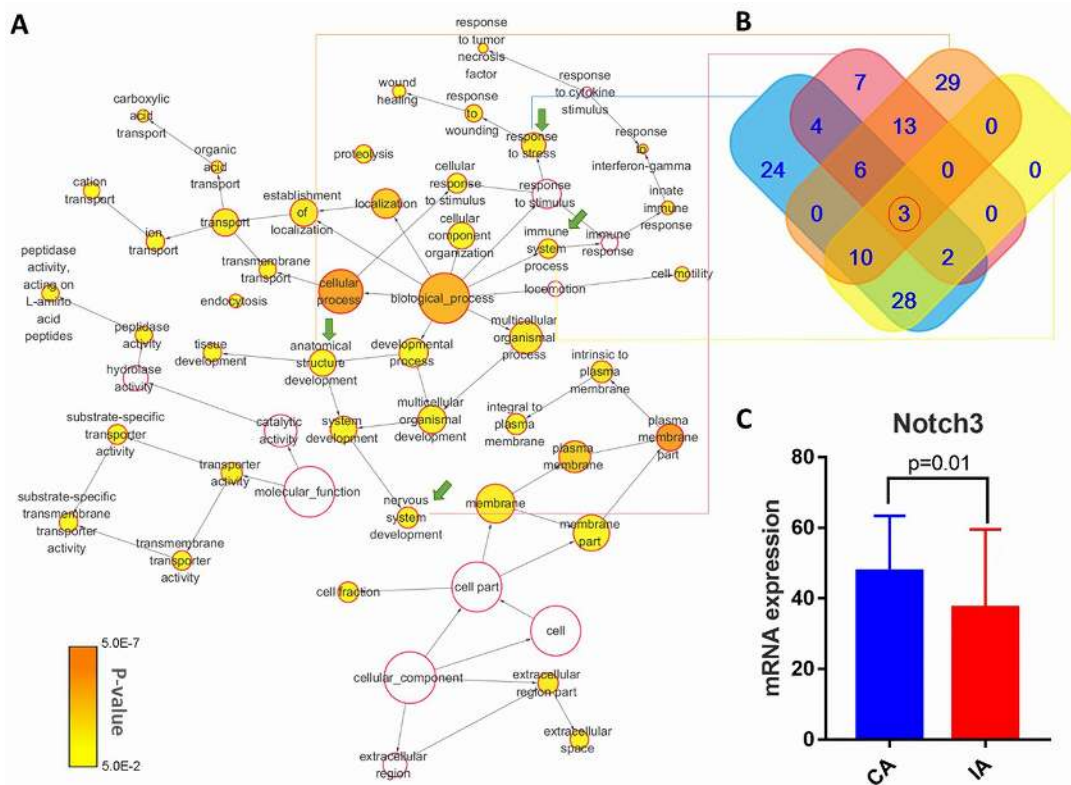 A
response
to tumor
necrosis
factor
wound
healing
response
to
wounding
response
to cytokine
stimulus
response
to stress
response
to
interferon-gamma
carboxylic
acid
transport
organic
acid
transport
proteolysis
cellular
response
to stimulus
response
to stimulus
innate
immune
response
cation
transport
establishment
of
localization
localization
cellular
component
organization
immune
system
process
immune
response
transport
ion
transport
transmembrane
transport
peptidase
activity,
acting on
L-amino
acid
peptides
endocytosis
cellular
process
biological_process
locomotion
cell motility
peptidase
activity
tissue
development
anatomical
structure
development
developmental
process
multicellular
organismal
process
intrinsic to
plasma
membrane
hydrolase
activity
substrate-specific
transporter
activity
catalytic
activity
system
development
multicellular
organismal
development
integral to
plasma
membrane
plasma
membrane
part
plasma
membrane
transporter
activity
molecular_function
substrate-specific
transmembrane
transporter
activity
nervous
system
development
membrane
membrane
part
transmembrane
transporter
activity
cell fraction
cell part
cell
cellular_component
extracellular
region part
extracellular
space
extracellular
region
5.0E-7
P-value
5.0E-2
B
7
29
4
13
0
24
6
0
0
0
3
0
10
2
28
C
Notch3
p=0.01
80
60
40
20
0
mRNA expression
CA
IA